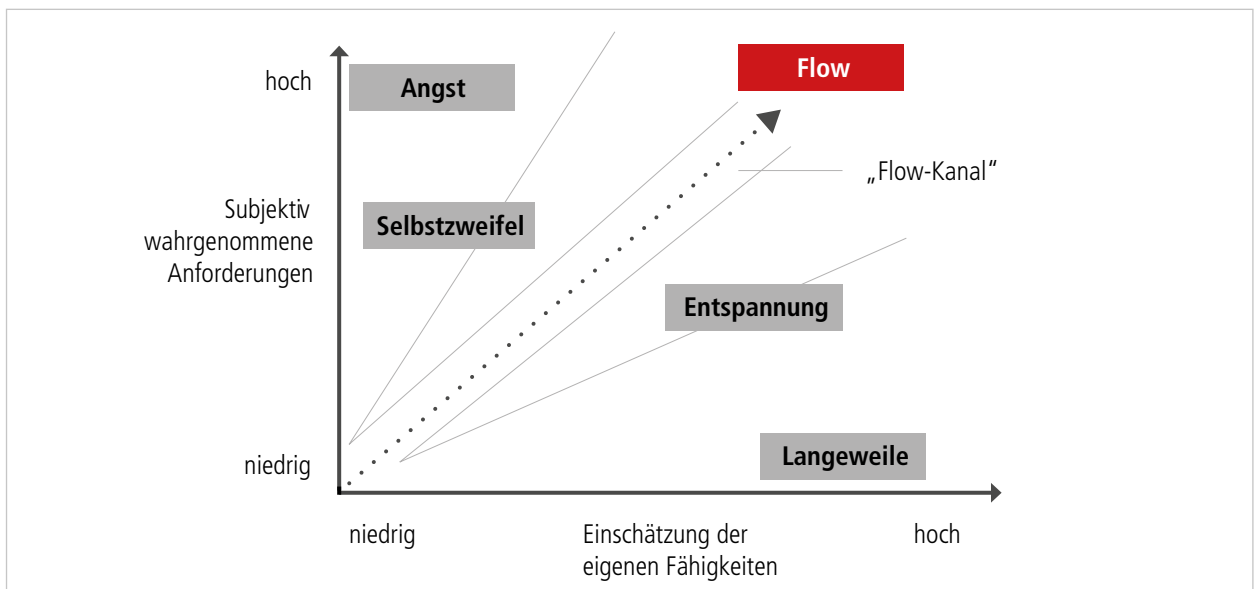 hoch
Angst
Flow
„Flow-Kanal“
Subjektiv
wahrgenommene
Anforderungen
Selbstzweifel
Entspannung
niedrig
Langeweile
niedrig
Einschätzung der
eigenen Fähigkeiten
hoch